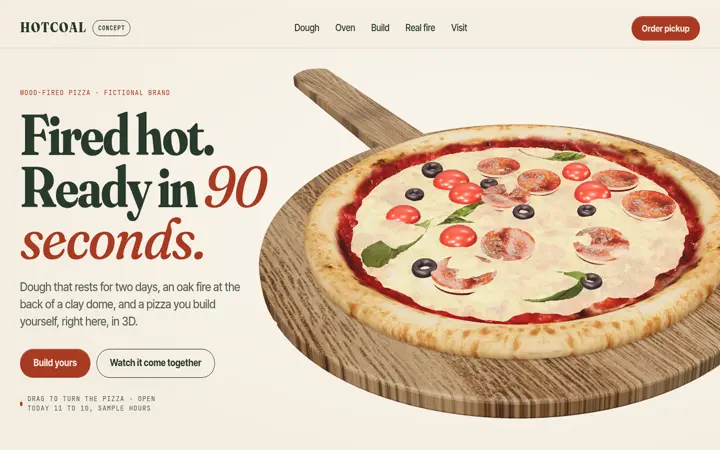 HOTCOAL
CONCEPT
Dough
Oven
Build
Real fire
Visit
Order pickup
WOOD-FIRED PIZZA · FICTIONAL BRAND
Fired hot.
Ready in 90
seconds.
Dough that rests for two days, an oak fire at the
back of a clay dome, and a pizza you build
yourself, right here, in 3D.
Build yours
Watch it come together
DRAG TO TURN THE PIZZA · OPEN
TODAY 11 TO 10, SAMPLE HOURS